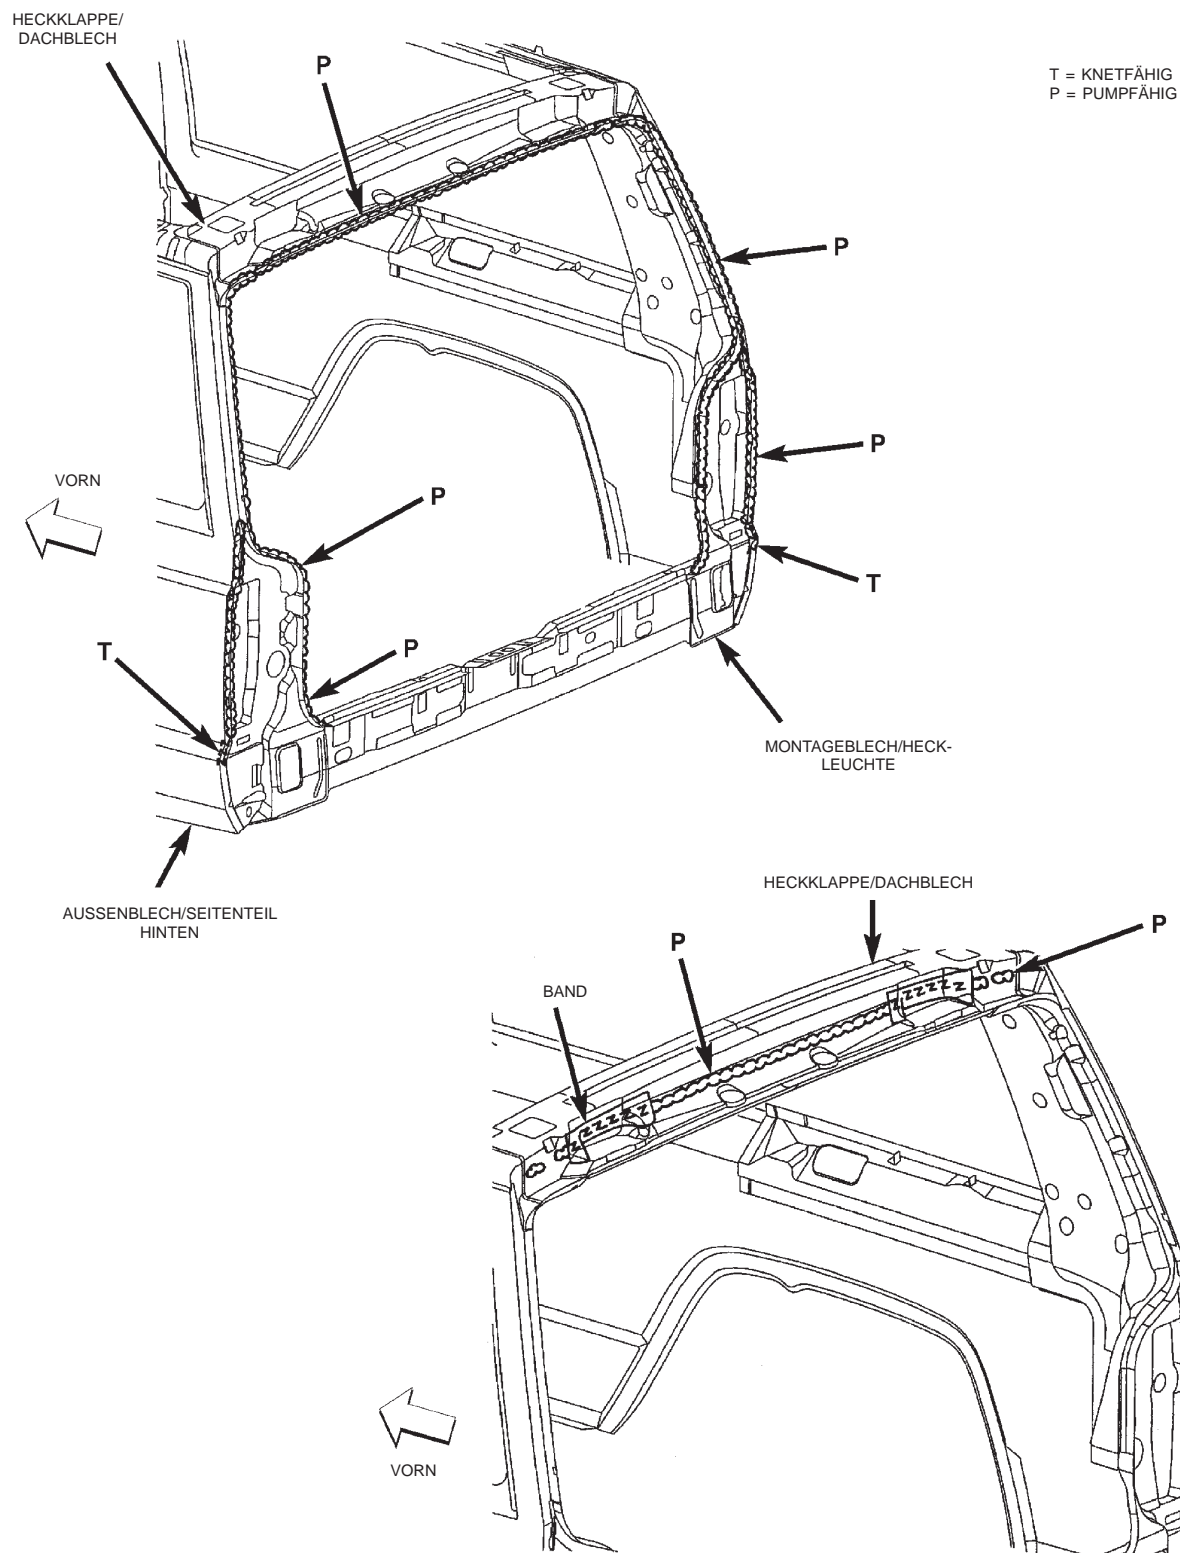 HECKKLAPPE/
DACHBLECH
P
T = KNETFÄHIG
P = PUMPFÄHIG
P
P
VORN
P
T
T
P
MONTAGEBLECH/HECK-
LEUCHTE
AUSSENBLECH/SEITENTEIL
HINTEN
HECKKLAPPE/DACHBLECH
P
P
BAND
VORN